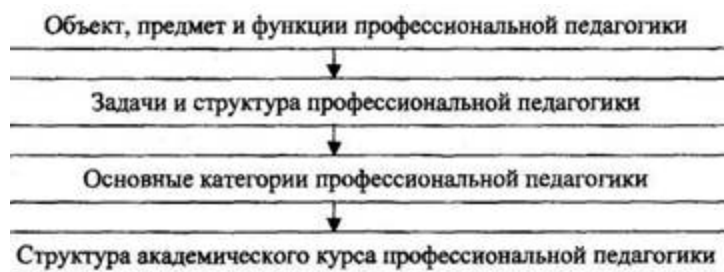 Объект, предмет и функции профессиональной педагогики
Задачи и структура профессиональной педагогики
Основные категории профессиональной педагогики
Структура академического курса профессиональной педагогики